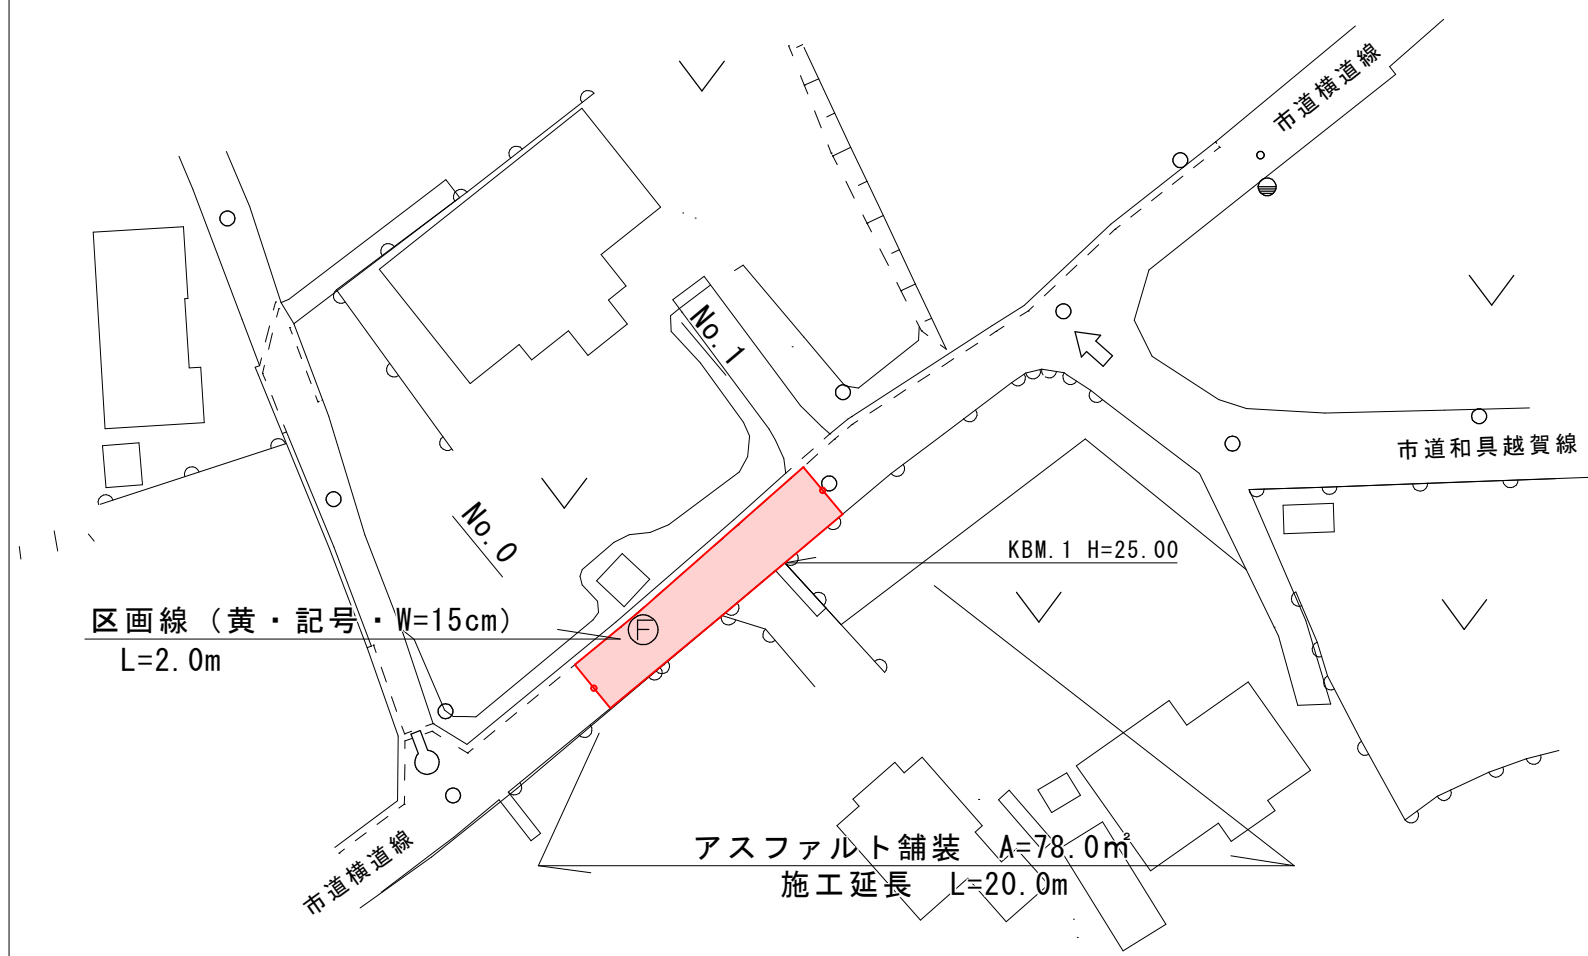 市道横道線
No.1
市道和具越賀線
No.0
KBM.1 H=25.00
区画線（黄・記号・W=15cm）
L=2.0m
F
アスファルト舗装 A=78.0㎡
施工延長 L=20.0m
市道横道線